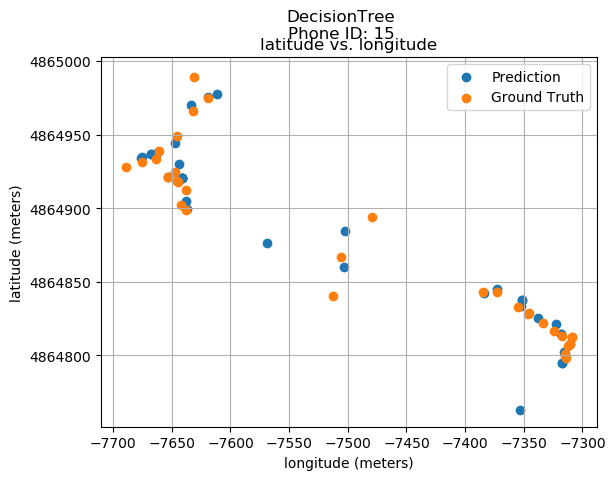 DecisionTree
Phone ID: 15
latitude vs. longitude
Prediction
Ground Truth
latitude (meters)
4865000
4864950
4864900
4864850
4864800
−7700 −7650 −7600 −7550 −7500 −7450 −7400 −7350 −7300
longitude (meters)